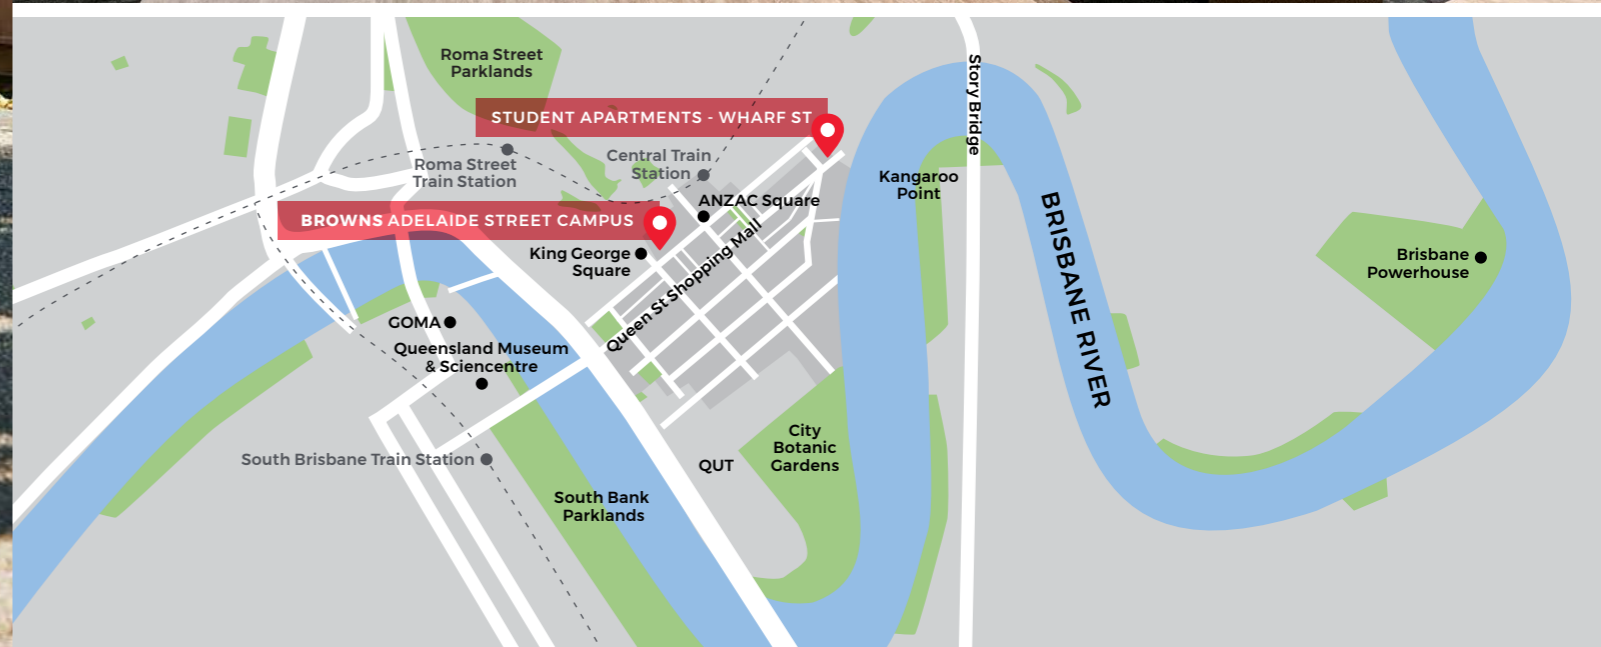 Roma Street
Parklands
STUDENT APARTMENTS - WHARF ST
Story Bridge
Roma Street
Train Station
Central Train
Station
Kangaroo
Point
ANZAC Square
BROWNS ADELAIDE STREET CAMPUS
King George
Square
Queen St Shopping Mall
BRISBANE RIVER
Brisbane
Powerhouse
GOMA
Queensland Museum
& Sciencentre
South Brisbane Train Station
City
Botanic
Gardens
QUT
South Bank
Parklands